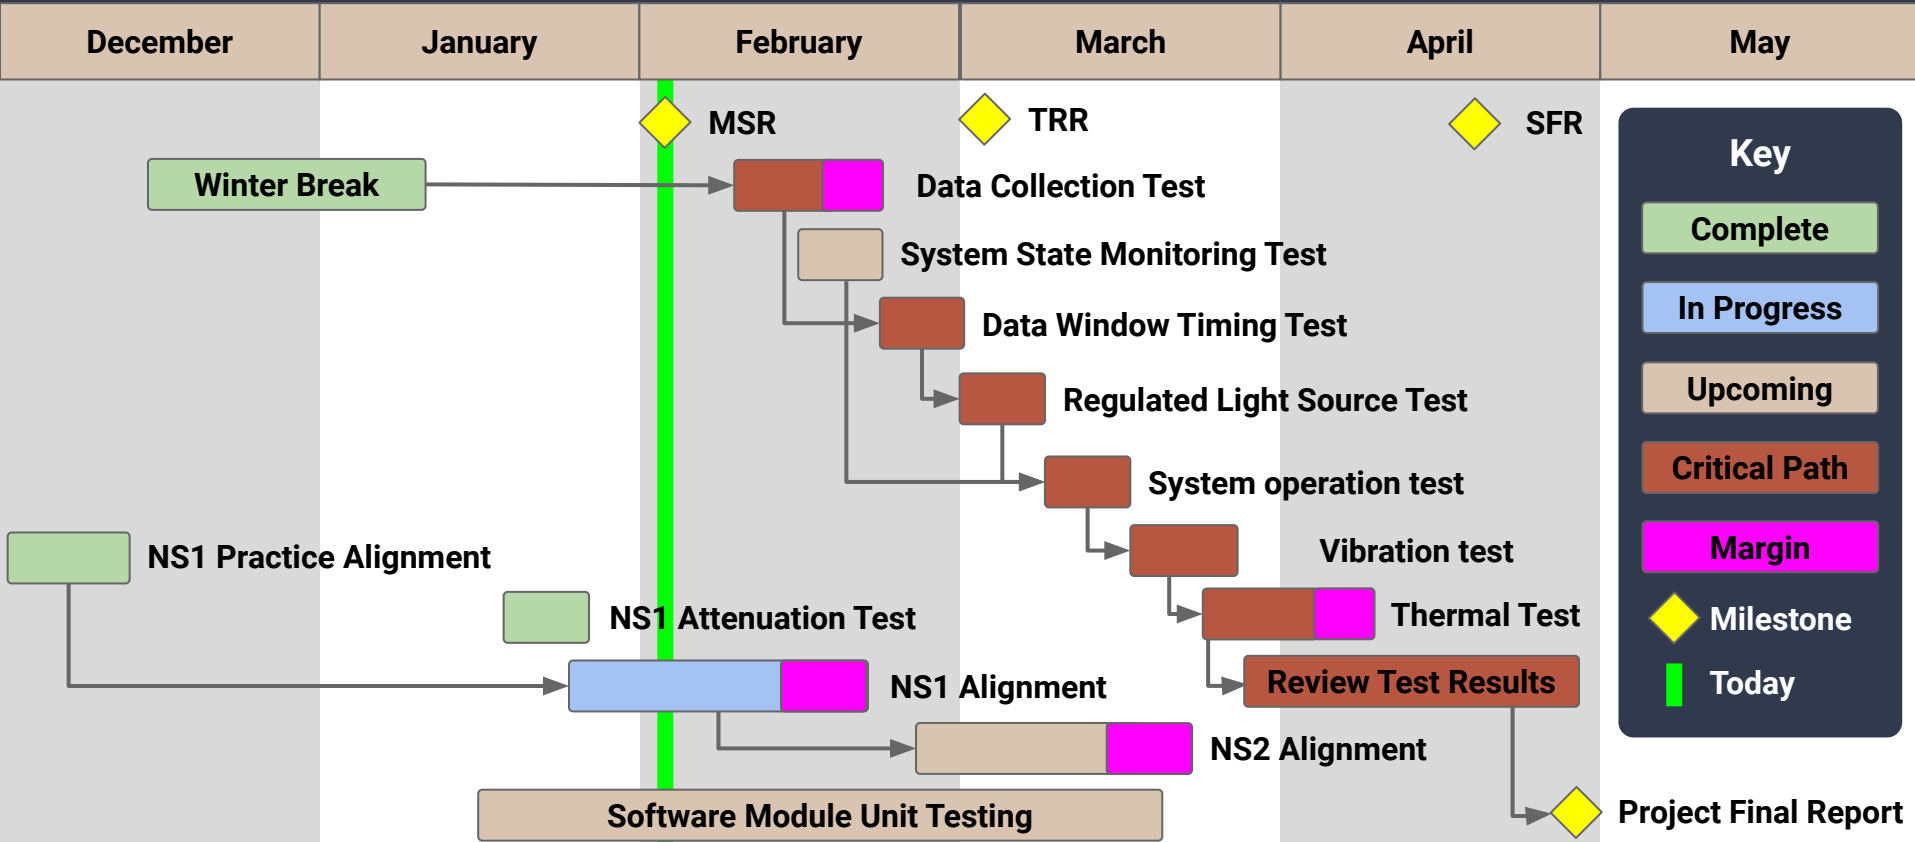 December
January
February
March
April
May
MSR
TRR
SFR
Winter Break
Data Collection Test
System State Monitoring Test
Data Window Timing Test
Regulated Light Source Test
System operation test
NS1 Practice Alignment
Vibration test
NS1 Attenuation Test
Thermal Test
NS1 Alignment
Review Test Results
NS2 Alignment
Software Module Unit Testing
Project Final Report
Key
Complete
In Progress
Upcoming
Critical Path
Margin
Milestone
Today